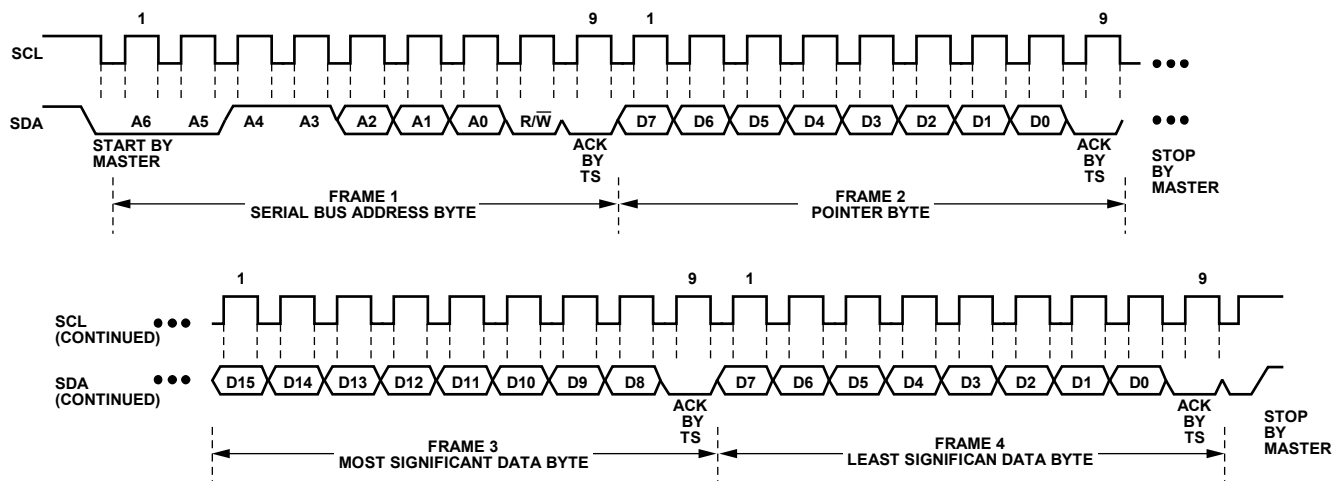 1 9 1 9
SCL
SDA
A6 A5 A4 A3 A2 A1 A0 R/W̅ D7 D6 D5 D4 D3 D2 D1 D0
START BY
MASTER
ACK
BY
TS
ACK
BY
TS
STOP
BY
MASTER
FRAME 1
SERIAL BUS ADDRESS BYTE
FRAME 2
POINTER BYTE
1 9 1 9
SCL
(CONTINUED)
SDA
(CONTINUED)
D15 D14 D13 D12 D11 D10 D9 D8 D7 D6 D5 D4 D3 D2 D1 D0
ACK
BY
TS
ACK
BY
TS
STOP
BY
MASTER
FRAME 3
MOST SIGNIFICANT DATA BYTE
FRAME 4
LEAST SIGNIFICAN DATA BYTE